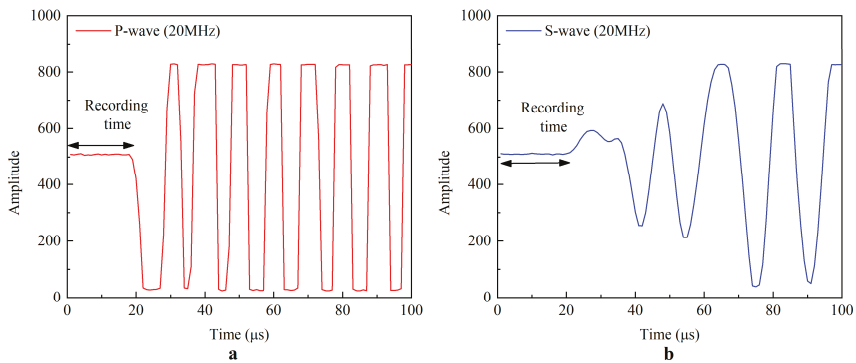 P-wave (20MHz)
Recording
time
Amplitude
1000
800
600
400
200
0
0 20 40 60 80 100
Time (μs)
a
S-wave (20MHz)
Recording
time
Amplitude
1000
800
600
400
200
0
0 20 40 60 80 100
Time (μs)
b